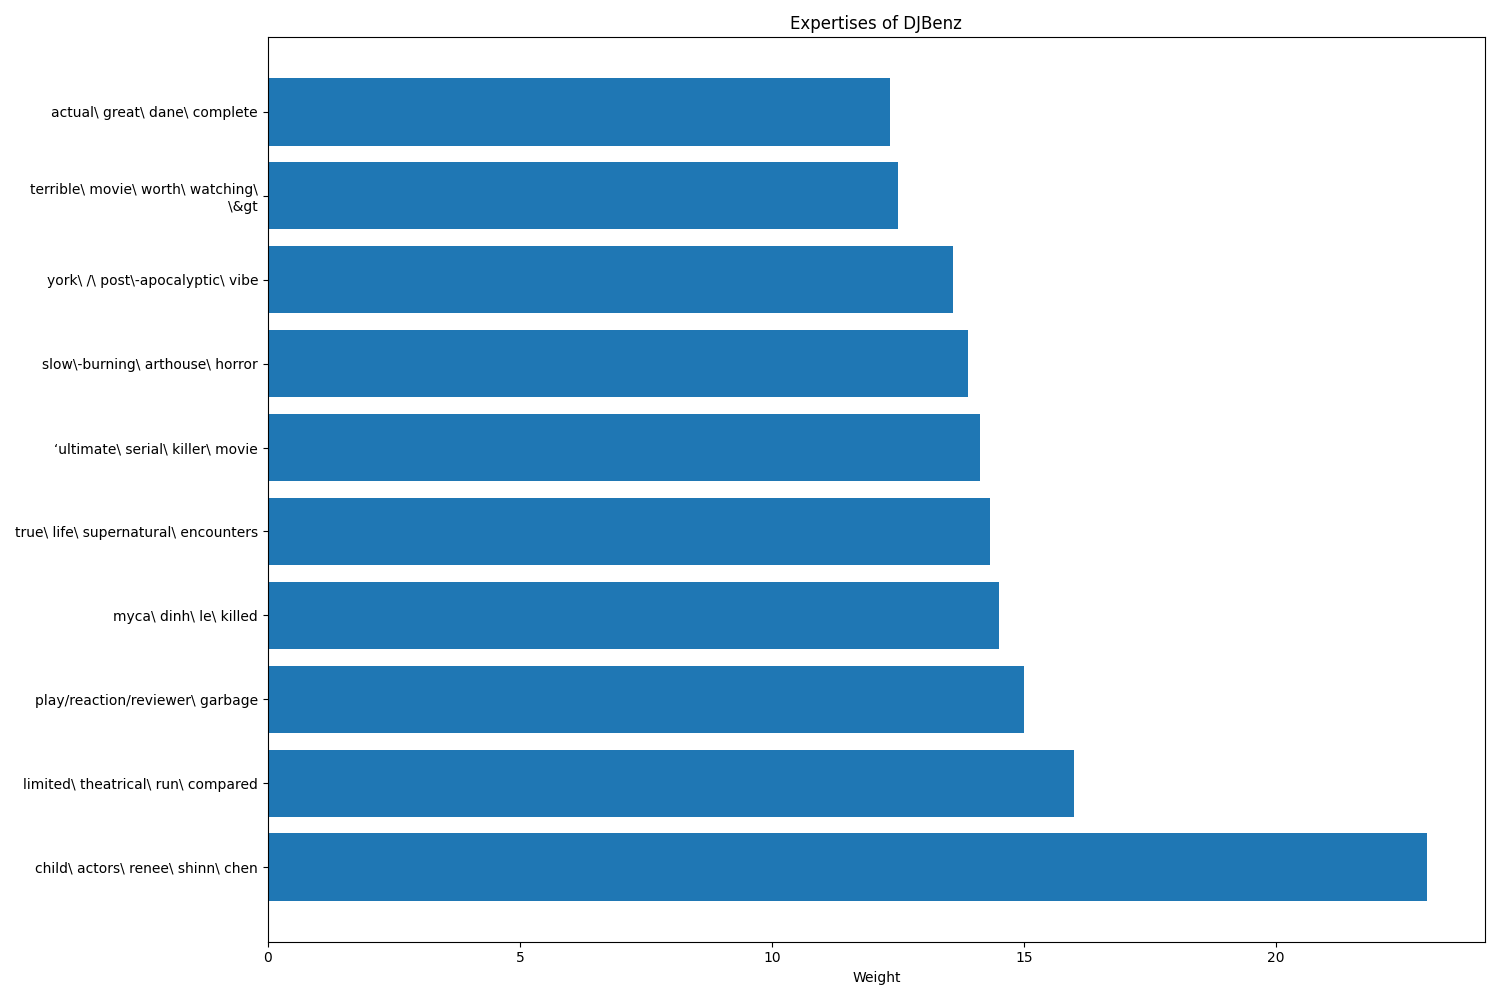 Expertises of DJBenz
actual\ great\ dane\ complete
terrible\ movie\ worth\ watching\
\&gt
york\ /\ post\-apocalyptic\ vibe
slow\-burning\ arthouse\ horror
‘ultimate\ serial\ killer\ movie
true\ life\ supernatural\ encounters
myca\ dinh\ le\ killed
play/reaction/reviewer\ garbage
limited\ theatrical\ run\ compared
child\ actors\ renee\ shinn\ chen
0 5 10 15 20
Weight